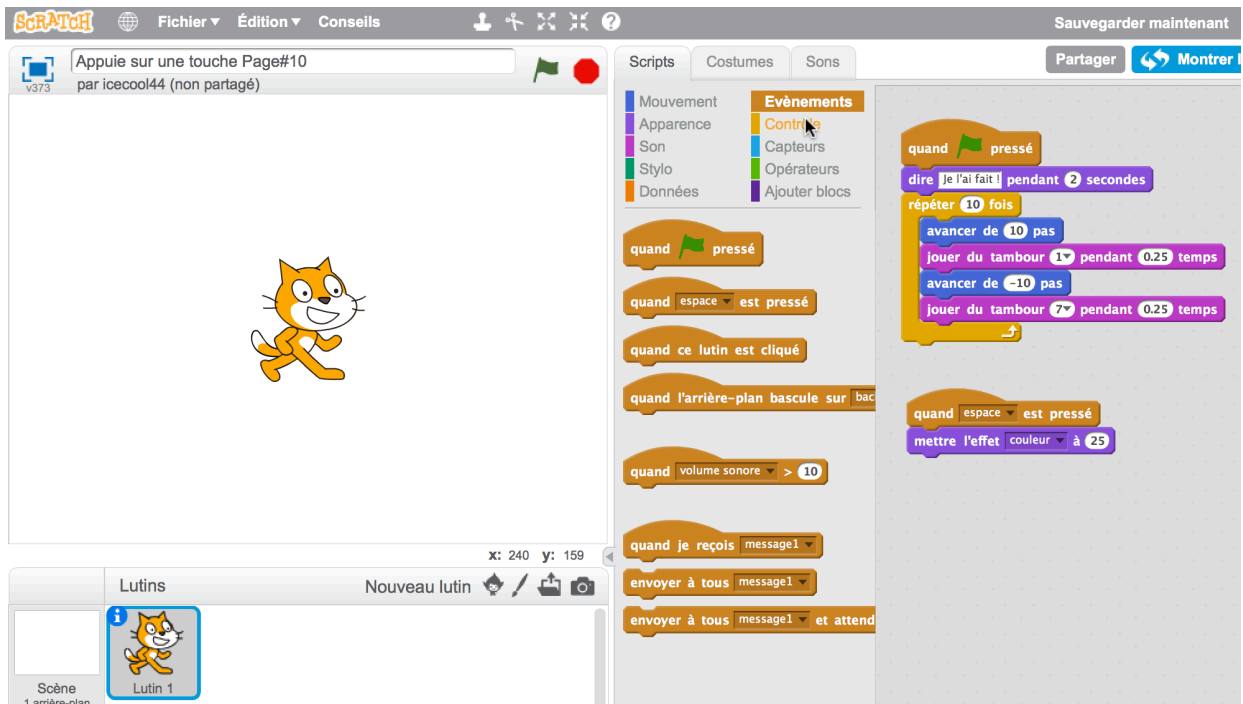 SCRATCH Fichier Édition Conseils ? Sauvegarder maintenant
Appuie sur une touche Page#10
par icecool44 (non partagé)
v373
Scripts Costumes Sons
Partager Montrer l
Mouvement Evènements
Apparence Contrôle
Son Capteurs
Stylo Opérateurs
Données Ajouter blocs
quand pressé
quand espace est pressé
quand ce lutin est cliqué
quand l'arrière-plan bascule sur bac
quand volume sonore > 10
quand je reçois message1
envoyer à tous message1
envoyer à tous message1 et attend
quand pressé
dire Je l'ai fait ! pendant 2 secondes
répéter 10 fois
avancer de 10 pas
jouer du tambour 1 pendant 0.25 temps
avancer de -10 pas
jouer du tambour 7 pendant 0.25 temps
quand espace est pressé
mettre l'effet couleur à 25
x: 240 y: 159
Lutins Nouveau lutin
Scène
1 arrière-plan
i
Lutin 1